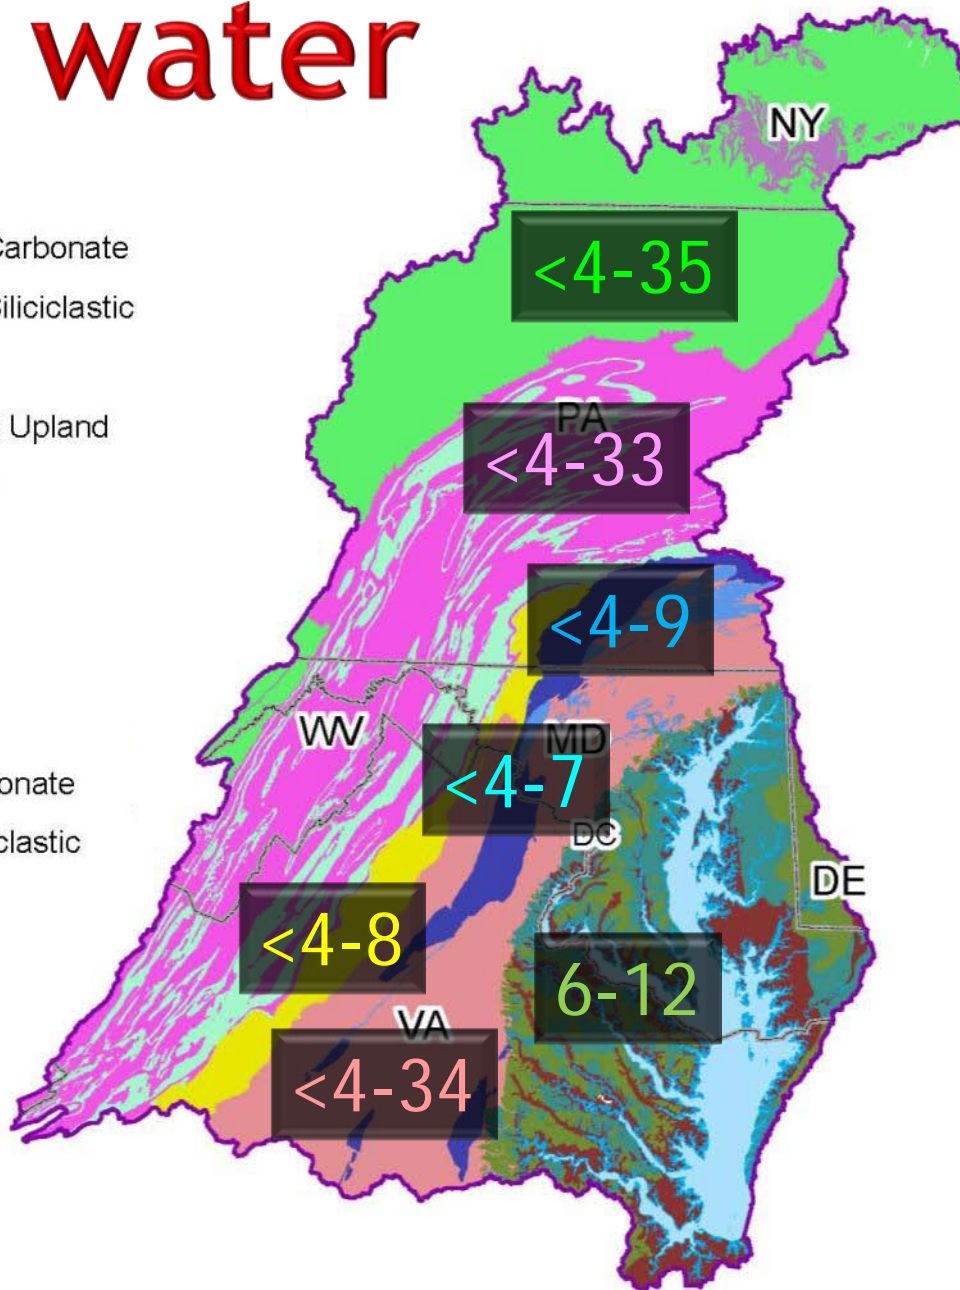 water
NY
Carbonate
<4-35
Siliciclastic
PA
Upland
<4-33
<4-9
WV
MD
<4-7
onate
DC
clastic
DE
<4-8
6-12
VA
<4-34